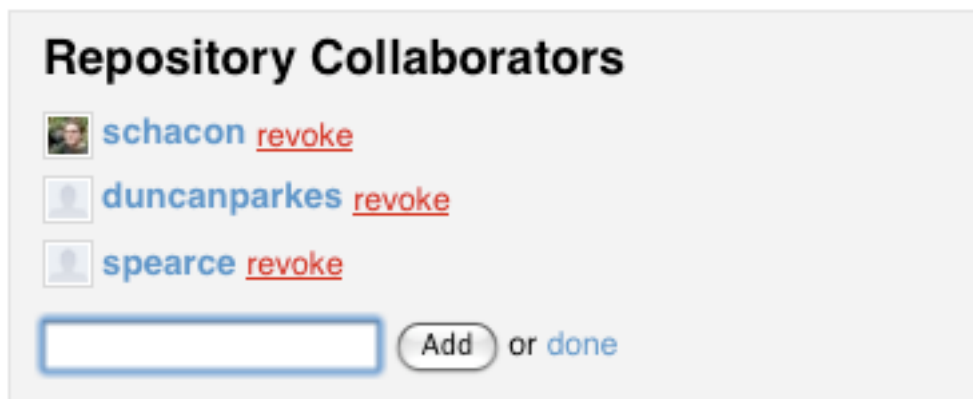 Repository Collaborators
schacon revoke
duncanparkes revoke
spearce revoke
Add or done